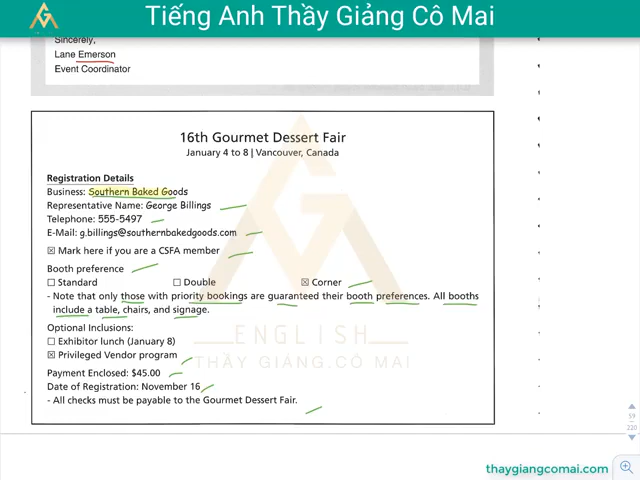 Tiếng Anh Thầy Giảng Cô Mai
Sincerely,
Lane Emerson
Event Coordinator
16th Gourmet Dessert Fair
January 4 to 8 | Vancouver, Canada
Registration Details
Business: Southern Baked Goods
Representative Name: George Billings
Telephone: 555-5497
E-Mail: g.billings@southernbakedgoods.com
☒ Mark here if you are a CSFA member
Booth preference
☐ Standard ☐ Double ☒ Corner
- Note that only those with priority bookings are guaranteed their booth preferences. All booths
include a table, chairs, and signage.
Optional Inclusions:
☐ Exhibitor lunch (January 8)
☒ Privileged Vendor program
Payment Enclosed: $45.00
Date of Registration: November 16
- All checks must be payable to the Gourmet Dessert Fair.
ENGLISH
THẦY GIẢNG.CÔ MAI
59
220
thaygiangcomai.com